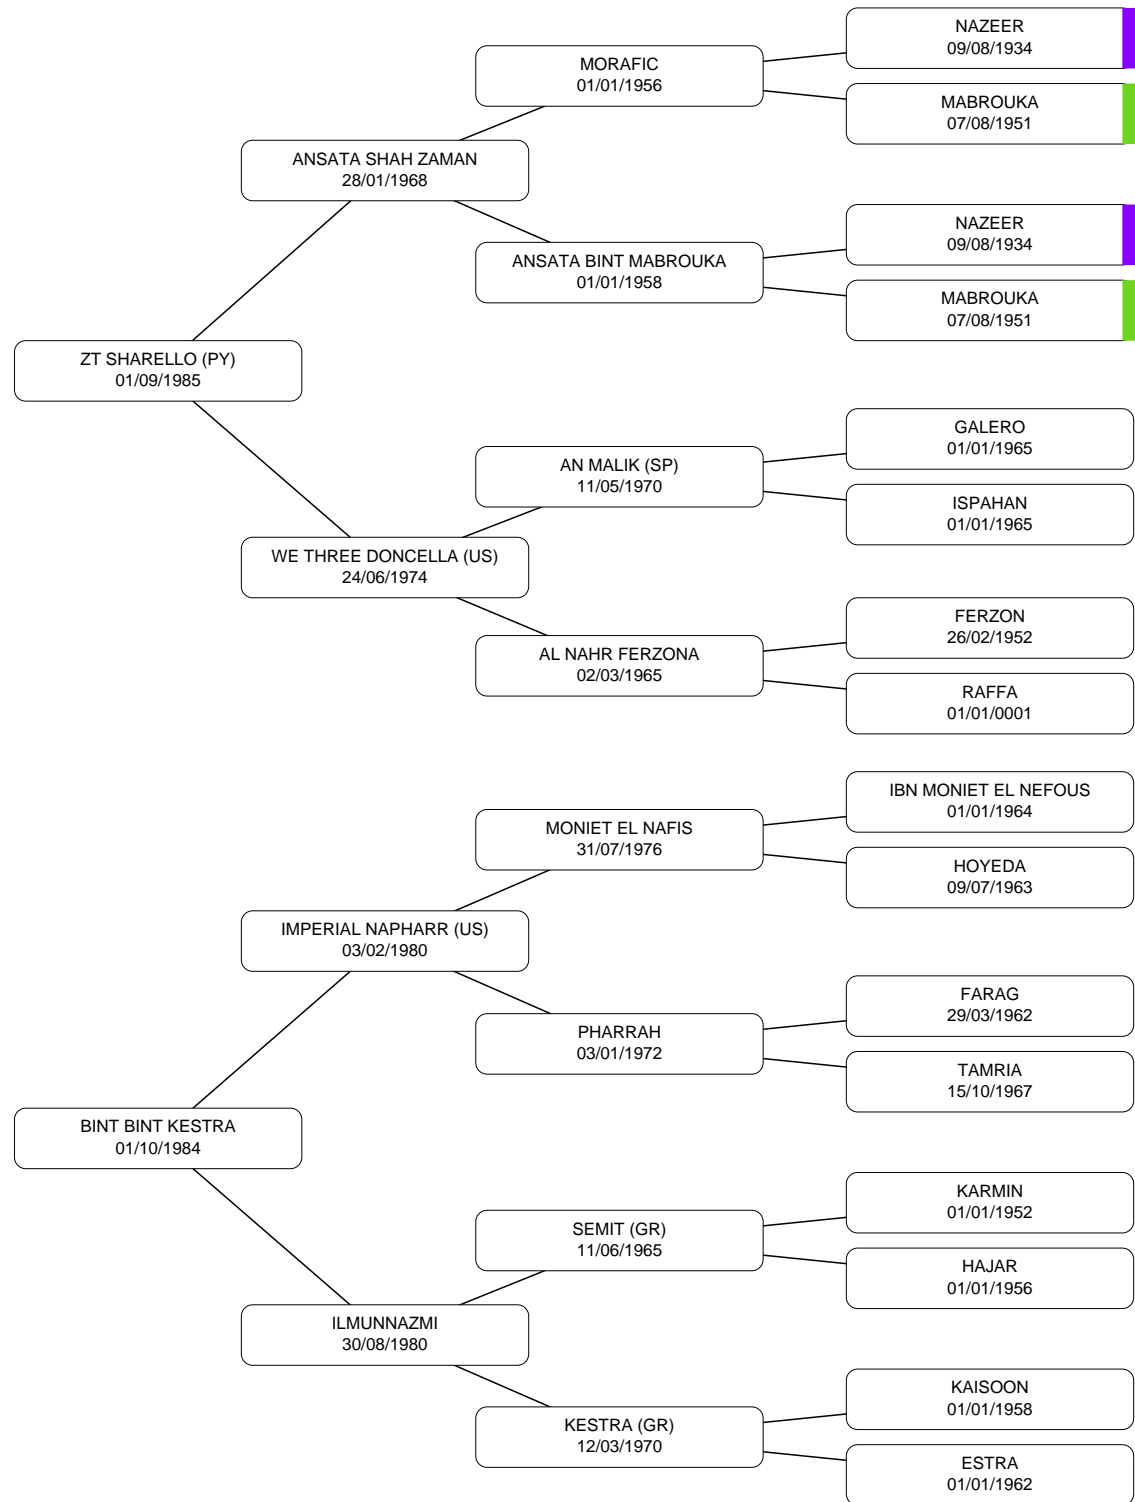 NAZEER
09/08/1934
MORAFIC
01/01/1956
MABROUKA
07/08/1951
ANSATA SHAH ZAMAN
28/01/1968
NAZEER
09/08/1934
ANSATA BINT MABROUKA
01/01/1958
MABROUKA
07/08/1951
ZT SHARELLO (PY)
01/09/1985
GALERO
01/01/1965
AN MALIK (SP)
11/05/1970
ISPAHAN
01/01/1965
WE THREE DONCELLA (US)
24/06/1974
FERZON
26/02/1952
AL NAHR FERZONA
02/03/1965
RAFFA
01/01/0001
IBN MONIET EL NEFOUS
01/01/1964
MONIET EL NAFIS
31/07/1976
HOYEDA
09/07/1963
IMPERIAL NAPHARR (US)
03/02/1980
FARAG
29/03/1962
PHARRAH
03/01/1972
TAMRIA
15/10/1967
BINT BINT KESTRA
01/10/1984
KARMIN
01/01/1952
SEMIT (GR)
11/06/1965
HAJAR
01/01/1956
ILMUNNAZMI
30/08/1980
KAISOON
01/01/1958
KESTRA (GR)
12/03/1970
ESTRA
01/01/1962